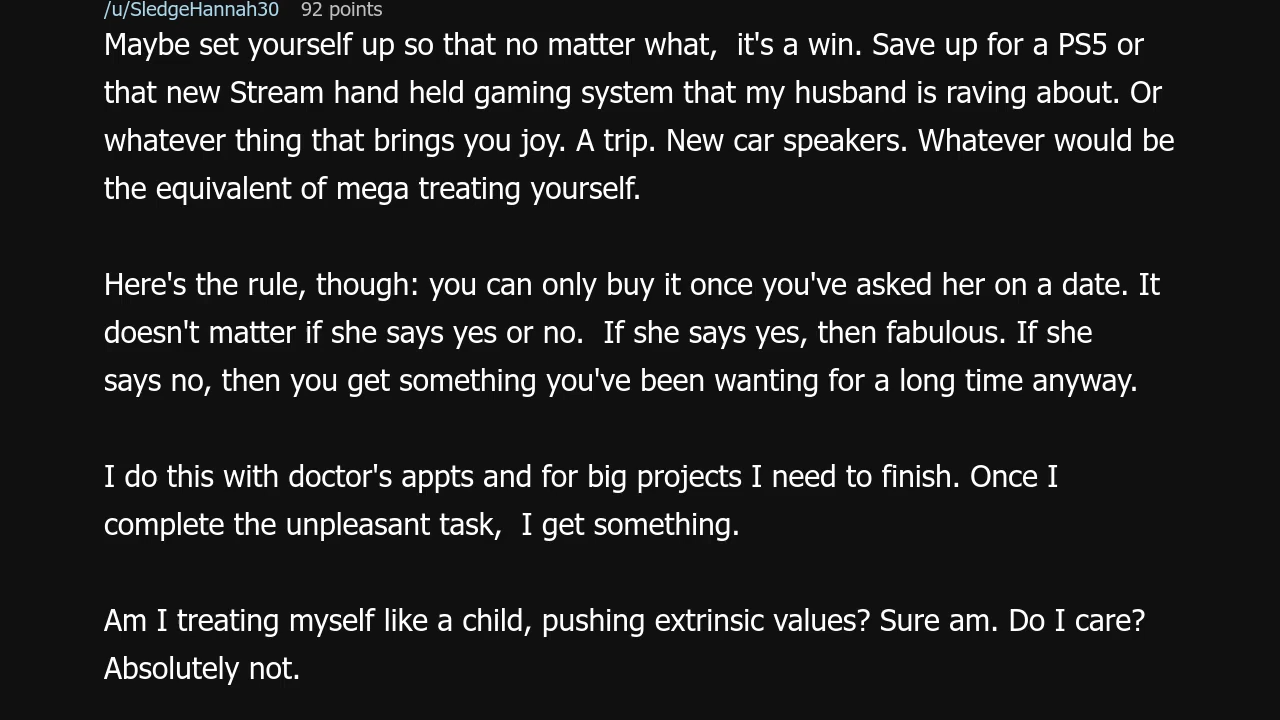 /u/SledgeHannah30 92 points
Maybe set yourself up so that no matter what,  it's a win. Save up for a PS5 or
that new Stream hand held gaming system that my husband is raving about. Or
whatever thing that brings you joy. A trip. New car speakers. Whatever would be
the equivalent of mega treating yourself.
Here's the rule, though: you can only buy it once you've asked her on a date. It
doesn't matter if she says yes or no.  If she says yes, then fabulous. If she
says no, then you get something you've been wanting for a long time anyway.
I do this with doctor's appts and for big projects I need to finish. Once I
complete the unpleasant task,  I get something.
Am I treating myself like a child, pushing extrinsic values? Sure am. Do I care?
Absolutely not.